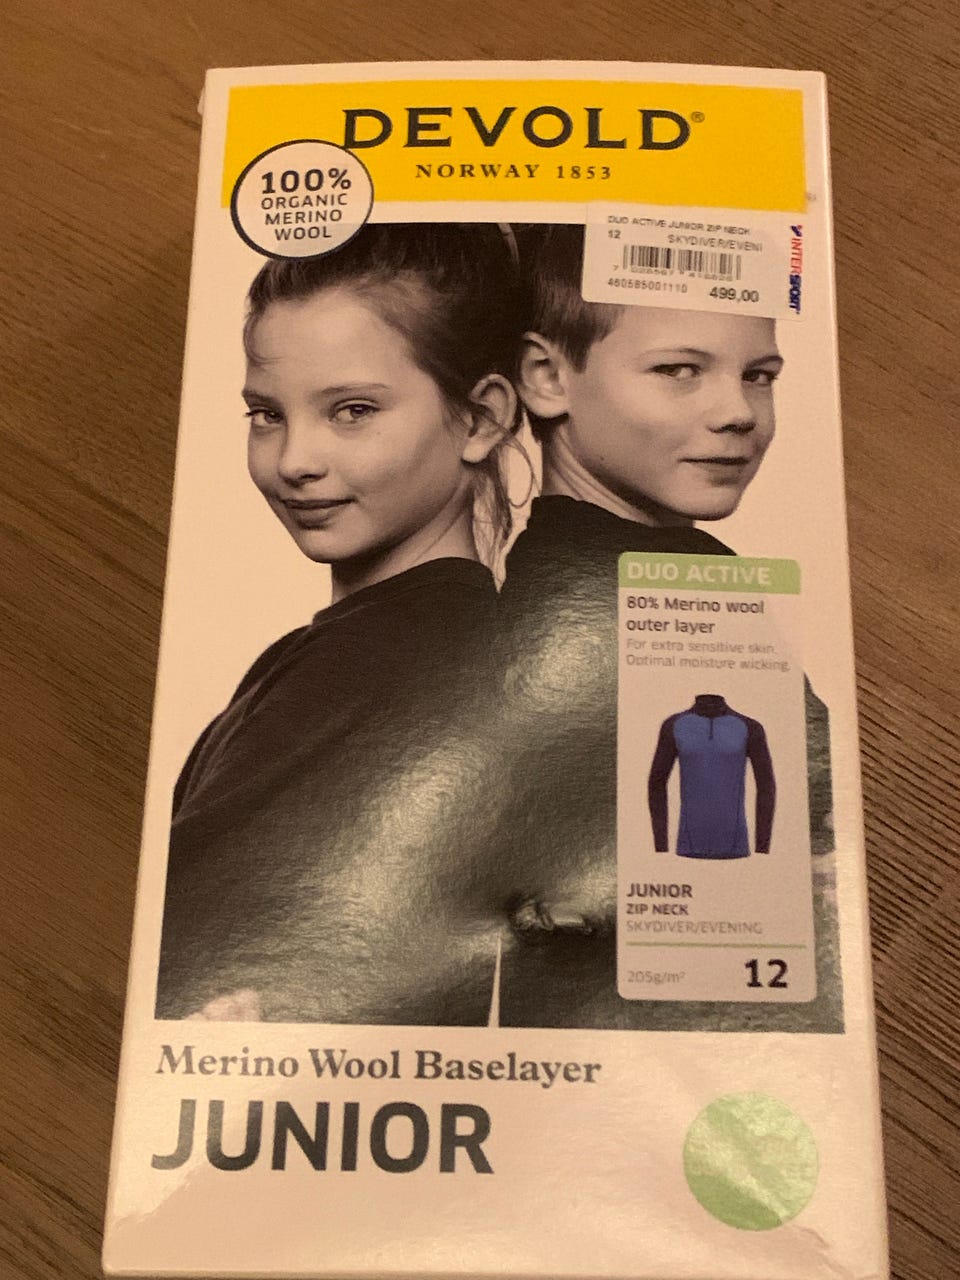 DEVOLD®
NORWAY 1853
100%
ORGANIC
MERINO
WOOL
DUO ACTIVE JUNIOR ZIP NECK
12 SKYDIVER/EVENI
460585001110 499,00
INTERSPORT
DUO ACTIVE
80% Merino wool
outer layer
For extra sensitive skin.
Optimal moisture wicking.
JUNIOR
ZIP NECK
SKYDIVER/EVENING
205g/m²
12
Merino Wool Baselayer
JUNIOR